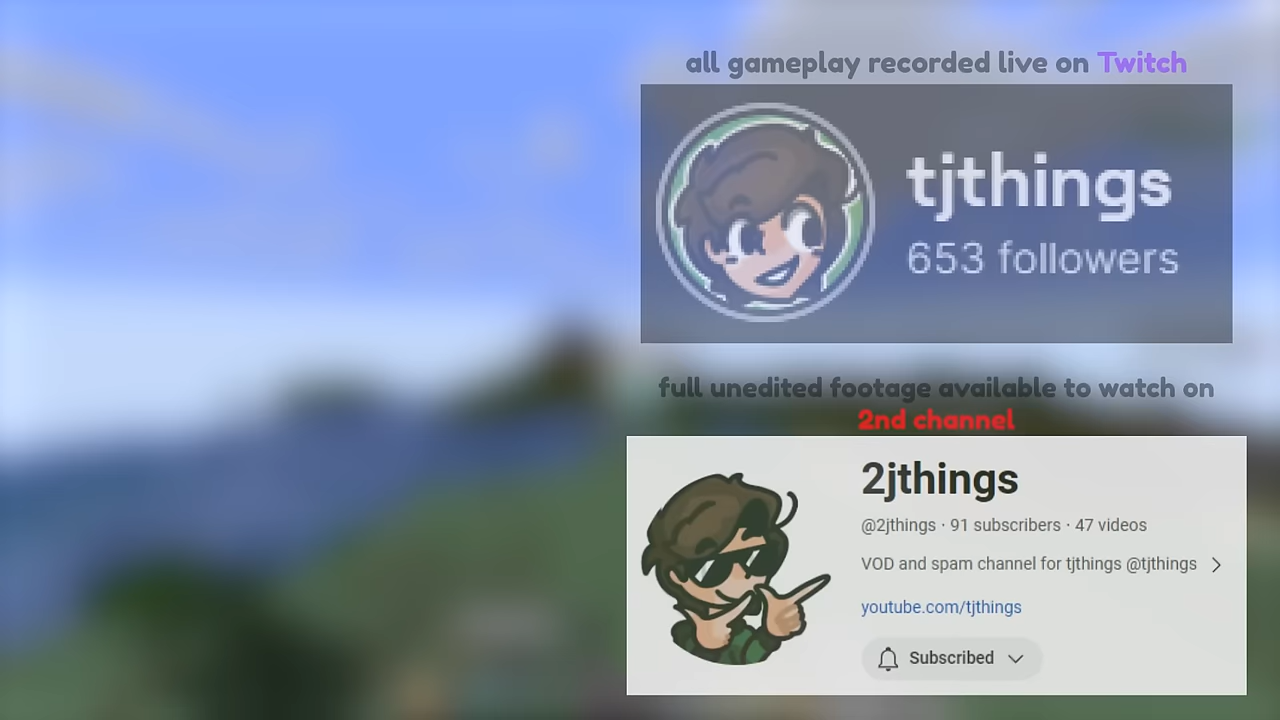 all gameplay recorded live on Twitch
tjthings
653 followers
full unedited footage available to watch on
2nd channel
2jthings
@2jthings · 91 subscribers · 47 videos
VOD and spam channel for tjthings @tjthings
youtube.com/tjthings
Subscribed